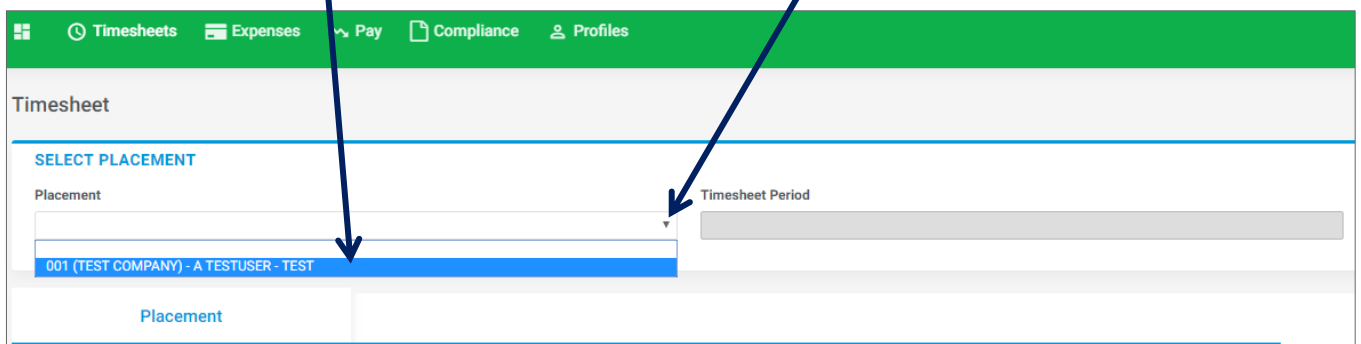 Timesheets Expenses Pay Compliance Profiles
Timesheet
SELECT PLACEMENT
Placement Timesheet Period
001 (TEST COMPANY) - A TESTUSER - TEST
Placement